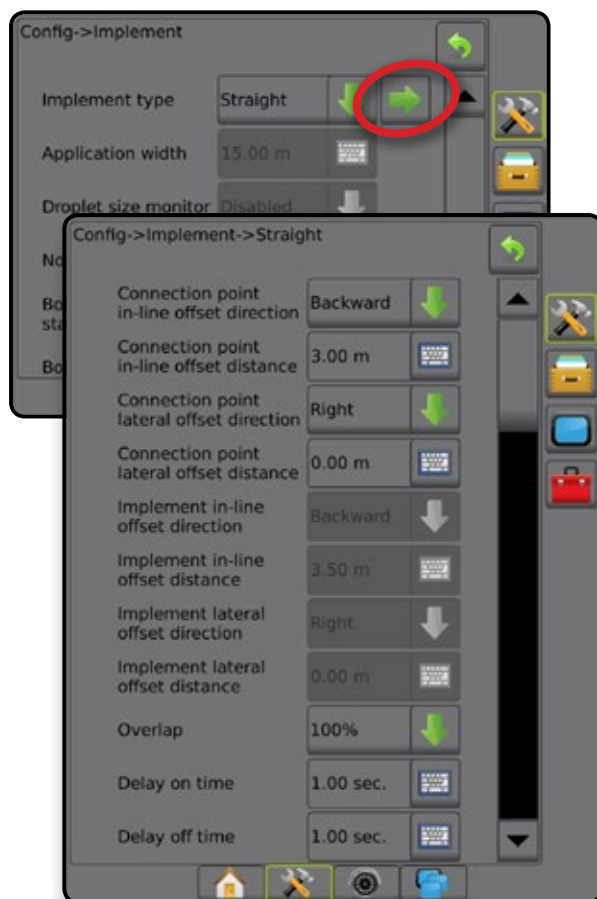 Config->Implement
Implement type Straight
Application width 15.00 m
Droplet size monitor Disabled
Config->Implement->Straight
Connection point
in-line offset direction Backward
Connection point
in-line offset distance 3.00 m
Connection point
lateral offset direction Right
Connection point
lateral offset distance 0.00 m
Implement in-line
offset direction Backward
Implement in-line
offset distance 3.50 m
Implement lateral
offset direction Right
Implement lateral
offset distance 0.00 m
Overlap 100%
Delay on time 1.00 sec.
Delay off time 1.00 sec.